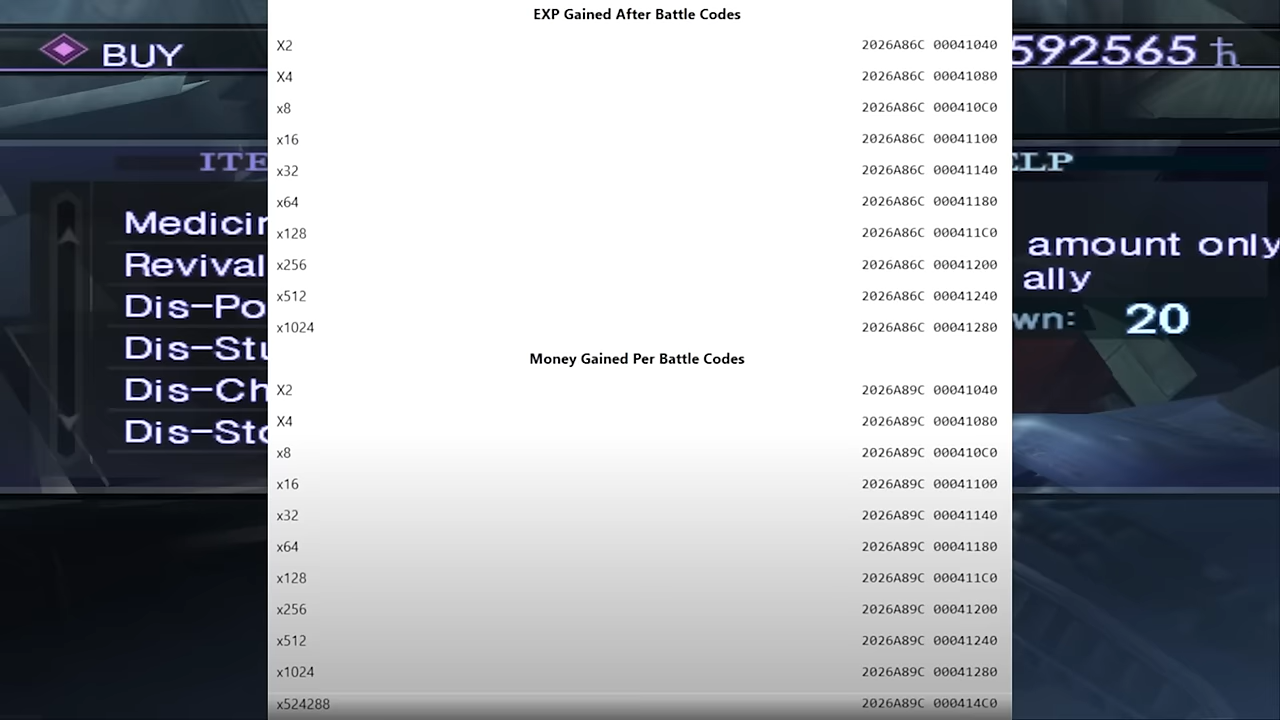 BUY
592565 ♄
ITE
ELP
Medicin
Revival
Dis-Po
Dis-Stu
Dis-Ch
Dis-Sto
amount only
ally
wn: 20
EXP Gained After Battle Codes
X2 2026A86C 00041040
X4 2026A86C 00041080
x8 2026A86C 000410C0
x16 2026A86C 00041100
x32 2026A86C 00041140
x64 2026A86C 00041180
x128 2026A86C 000411C0
x256 2026A86C 00041200
x512 2026A86C 00041240
x1024 2026A86C 00041280
Money Gained Per Battle Codes
X2 2026A89C 00041040
X4 2026A89C 00041080
x8 2026A89C 000410C0
x16 2026A89C 00041100
x32 2026A89C 00041140
x64 2026A89C 00041180
x128 2026A89C 000411C0
x256 2026A89C 00041200
x512 2026A89C 00041240
x1024 2026A89C 00041280
x524288 2026A89C 000414C0